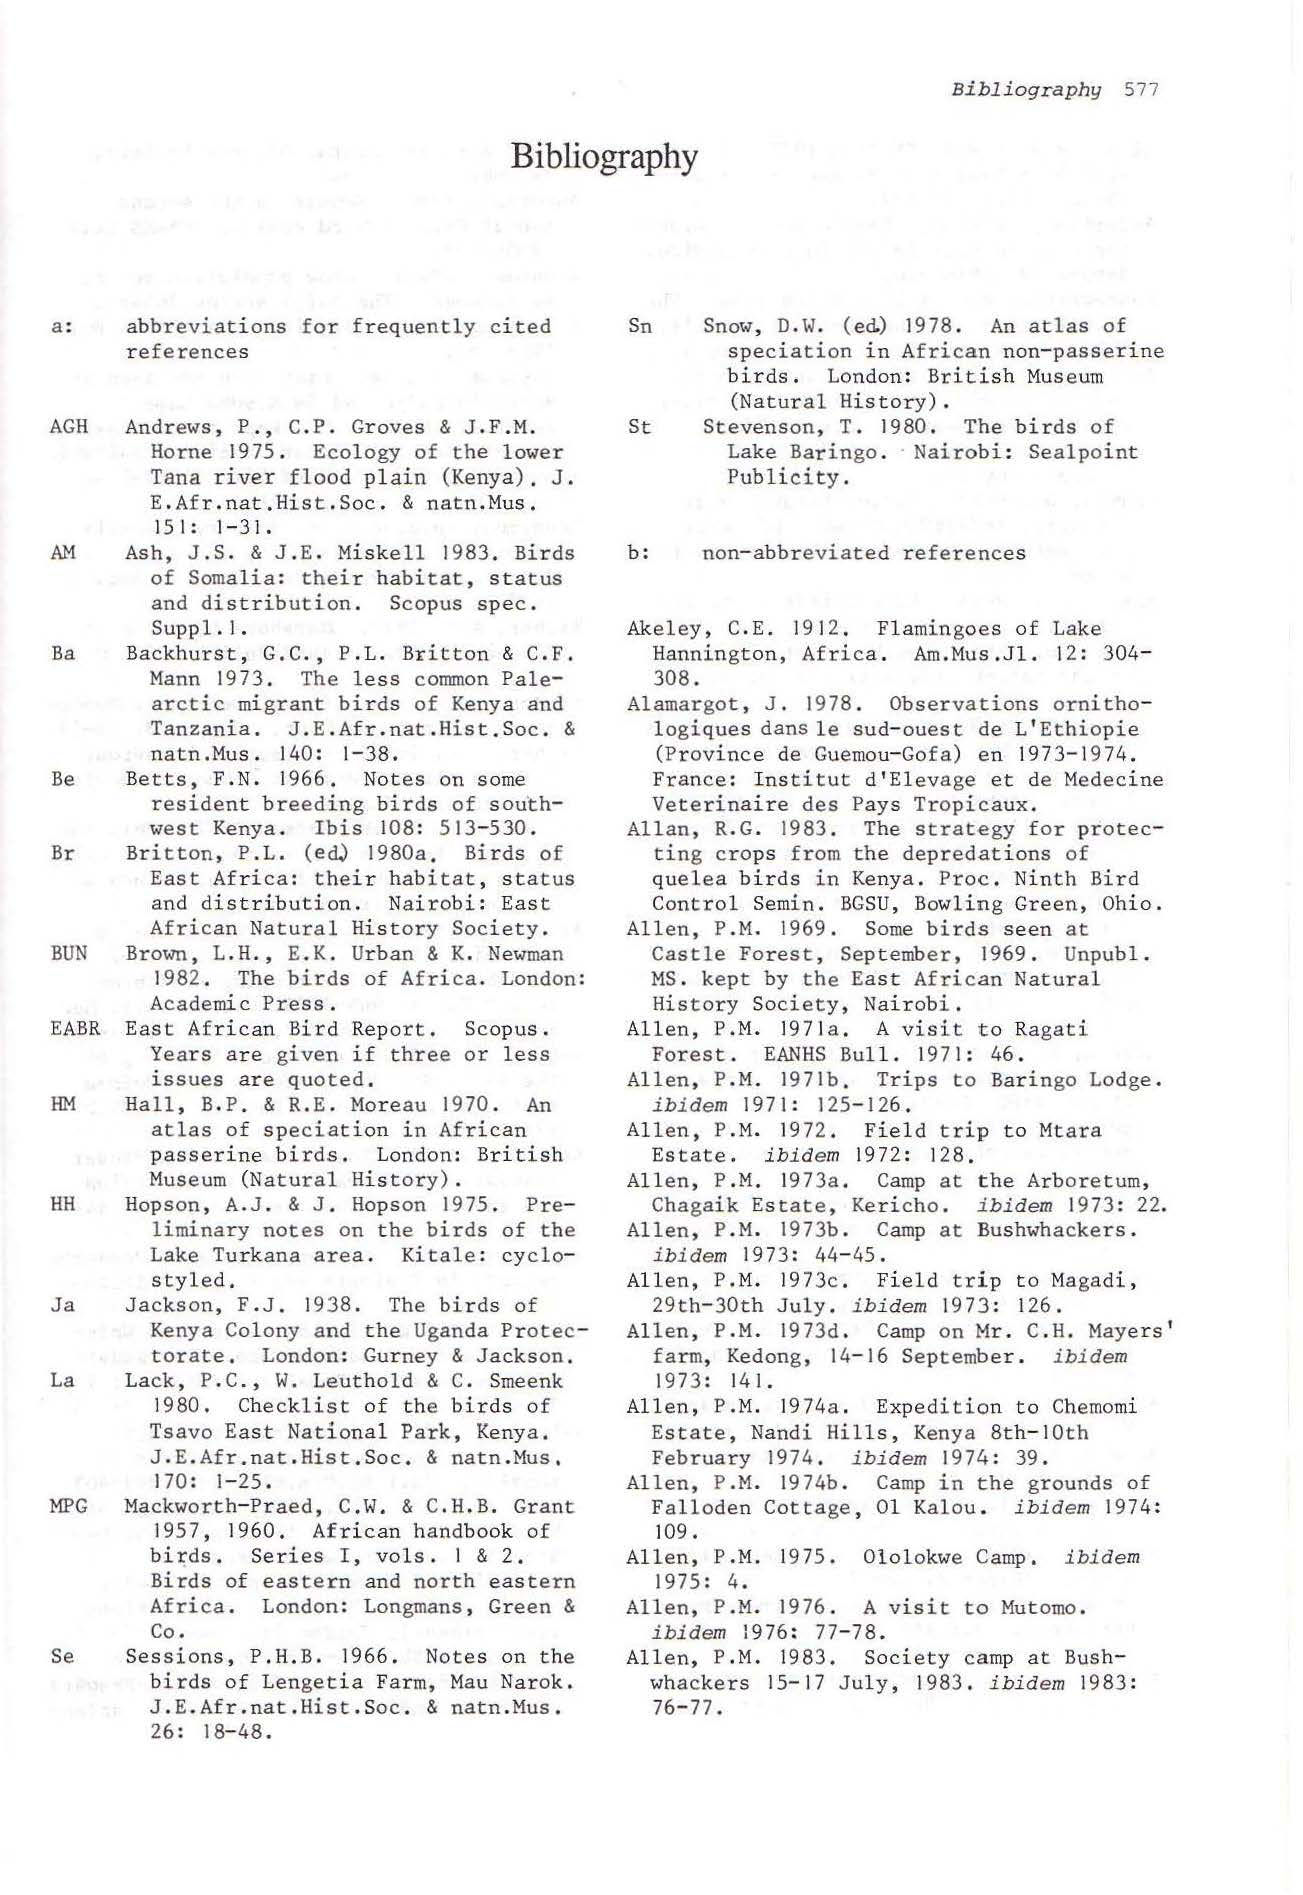 Bibliography 577
Bibliography
a: abbreviations for frequently cited
references
AGH Andrews, P., C.P. Groves & J.F.M.
Horne 1975. Ecology of the lower
Tana river flood plain (Kenya). J.
E.Afr.nat.Hist.Soc. & natn.Mus.
151: 1-31.
AM Ash, J.S. & J.E. Miskell 1983. Birds
of Somalia: their habitat, status
and distribution. Scopus spec.
Suppl.1.
Ba Backhurst, G.C., P.L. Britton & C.F.
Mann 1973. The less common Pale-
arctic migrant birds of Kenya and
Tanzania. J.E.Afr.nat.Hist.Soc. &
natn.Mus. 140: 1-38.
Be Betts, F.N. 1966. Notes on some
resident breeding birds of south-
west Kenya. Ibis 108: 513-530.
Br Britton, P.L. (ed.) 1980a. Birds of
East Africa: their habitat, status
and distribution. Nairobi: East
African Natural History Society.
BUN Brown, L.H., E.K. Urban & K. Newman
1982. The birds of Africa. London:
Academic Press.
EABR East African Bird Report. Scopus.
Years are given if three or less
issues are quoted.
HM Hall, B.P. & R.E. Moreau 1970. An
atlas of speciation in African
passerine birds. London: British
Museum (Natural History).
HH Hopson, A.J. & J. Hopson 1975. Pre-
liminary notes on the birds of the
Lake Turkana area. Kitale: cyclo-
styled.
Ja Jackson, F.J. 1938. The birds of
Kenya Colony and the Uganda Protec-
torate. London: Gurney & Jackson.
La Lack, P.C., W. Leuthold & C. Smeenk
1980. Checklist of the birds of
Tsavo East National Park, Kenya.
J.E.Afr.nat.Hist.Soc. & natn.Mus.
170: 1-25.
MPG Mackworth-Praed, C.W. & C.H.B. Grant
1957, 1960. African handbook of
birds. Series I, vols. 1 & 2.
Birds of eastern and north eastern
Africa. London: Longmans, Green &
Co.
Se Sessions, P.H.B. 1966. Notes on the
birds of Lengetia Farm, Mau Narok.
J.E.Afr.nat.Hist.Soc. & natn.Mus.
26: 18-48.
Sn Snow, D.W. (ed.) 1978. An atlas of
speciation in African non-passerine
birds. London: British Museum
(Natural History).
St Stevenson, T. 1980. The birds of
Lake Baringo. Nairobi: Sealpoint
Publicity.
b: non-abbreviated references
Akeley, C.E. 1912. Flamingoes of Lake
Hannington, Africa. Am.Mus.Jl. 12: 304-
308.
Alamargot, J. 1978. Observations ornitho-
logiques dans le sud-ouest de L'Ethiopie
(Province de Guemou-Gofa) en 1973-1974.
France: Institut d'Elevage et de Medecine
Veterinaire des Pays Tropicaux.
Allan, R.G. 1983. The strategy for protec-
ting crops from the depredations of
quelea birds in Kenya. Proc. Ninth Bird
Control Semin. BGSU, Bowling Green, Ohio.
Allen, P.M. 1969. Some birds seen at
Castle Forest, September, 1969. Unpubl.
MS. kept by the East African Natural
History Society, Nairobi.
Allen, P.M. 1971a. A visit to Ragati
Forest. EANHS Bull. 1971: 46.
Allen, P.M. 1971b. Trips to Baringo Lodge.
ibidem 1971: 125-126.
Allen, P.M. 1972. Field trip to Mtara
Estate. ibidem 1972: 128.
Allen, P.M. 1973a. Camp at the Arboretum,
Chagaik Estate, Kericho. ibidem 1973: 22.
Allen, P.M. 1973b. Camp at Bushwhackers.
ibidem 1973: 44-45.
Allen, P.M. 1973c. Field trip to Magadi,
29th-30th July. ibidem 1973: 126.
Allen, P.M. 1973d. Camp on Mr. C.H. Mayers'
farm, Kedong, 14-16 September. ibidem
1973: 141.
Allen, P.M. 1974a. Expedition to Chemomi
Estate, Nandi Hills, Kenya 8th-10th
February 1974. ibidem 1974: 39.
Allen, P.M. 1974b. Camp in the grounds of
Falloden Cottage, Ol Kalou. ibidem 1974:
109.
Allen, P.M. 1975. Ololokwe Camp. ibidem
1975: 4.
Allen, P.M. 1976. A visit to Mutomo.
ibidem 1976: 77-78.
Allen, P.M. 1983. Society camp at Bush-
whackers 15-17 July, 1983. ibidem 1983:
76-77.